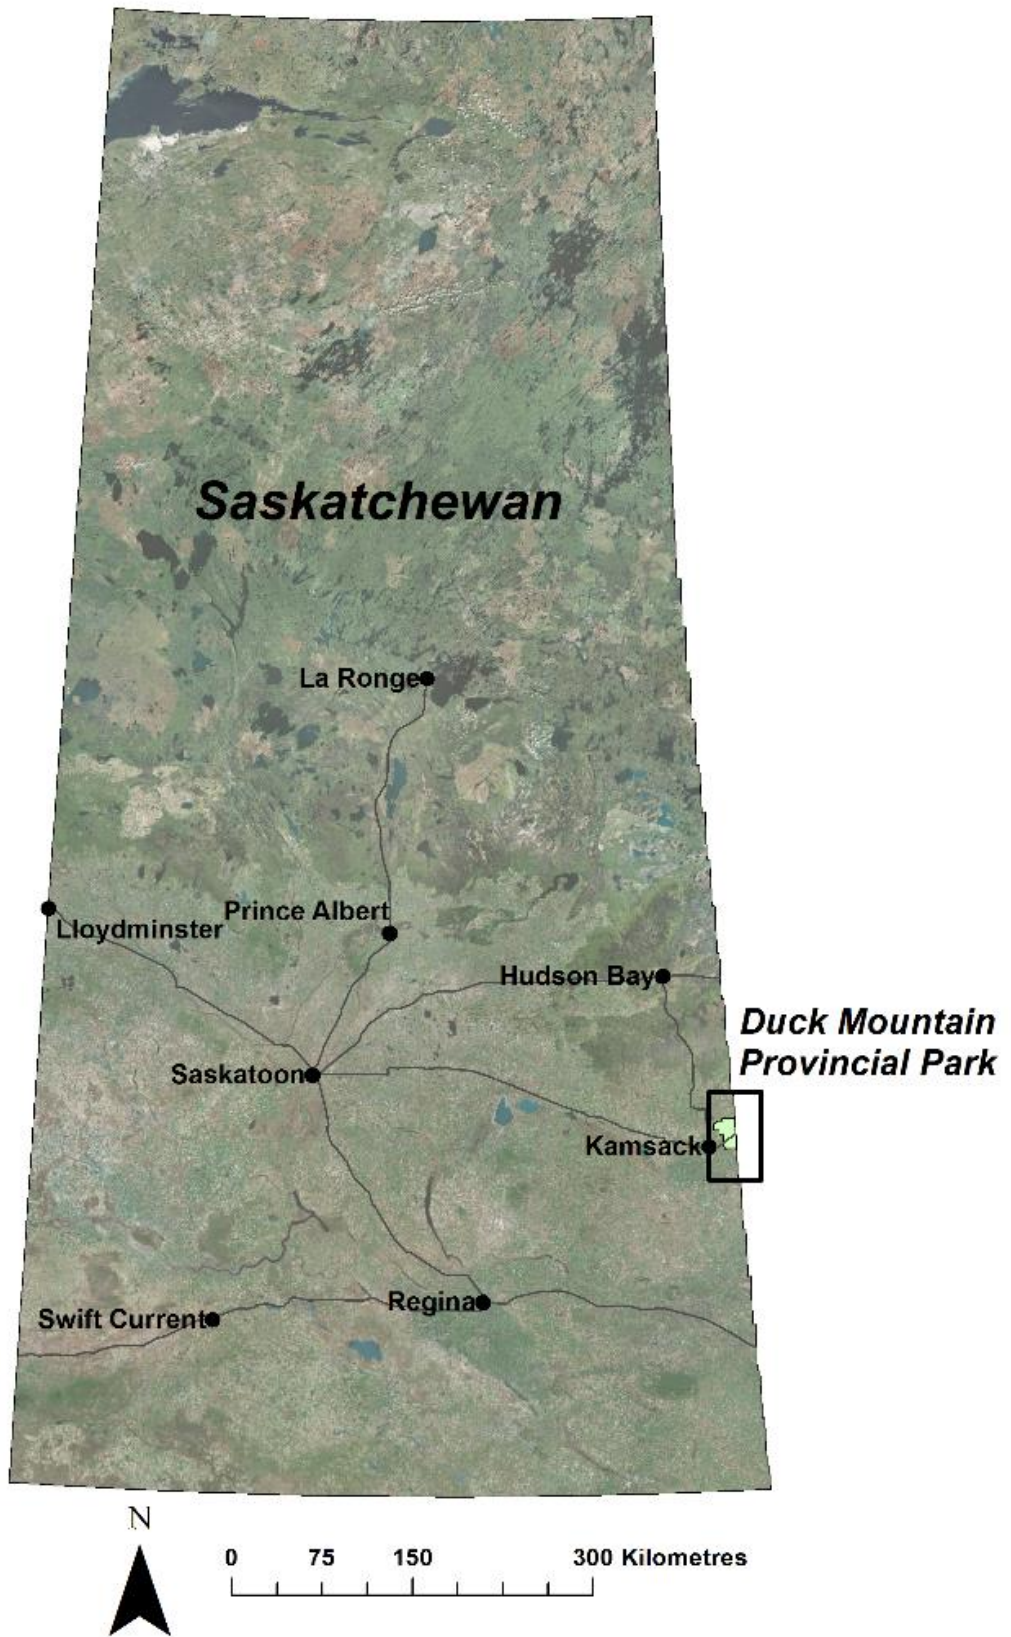 Saskatchewan
La Ronge
Prince Albert
Lloydminster
Hudson Bay
Duck Mountain
Provincial Park
Saskatoon
Kamsack
Regina
Swift Current
N
0 75 150 300 Kilometres